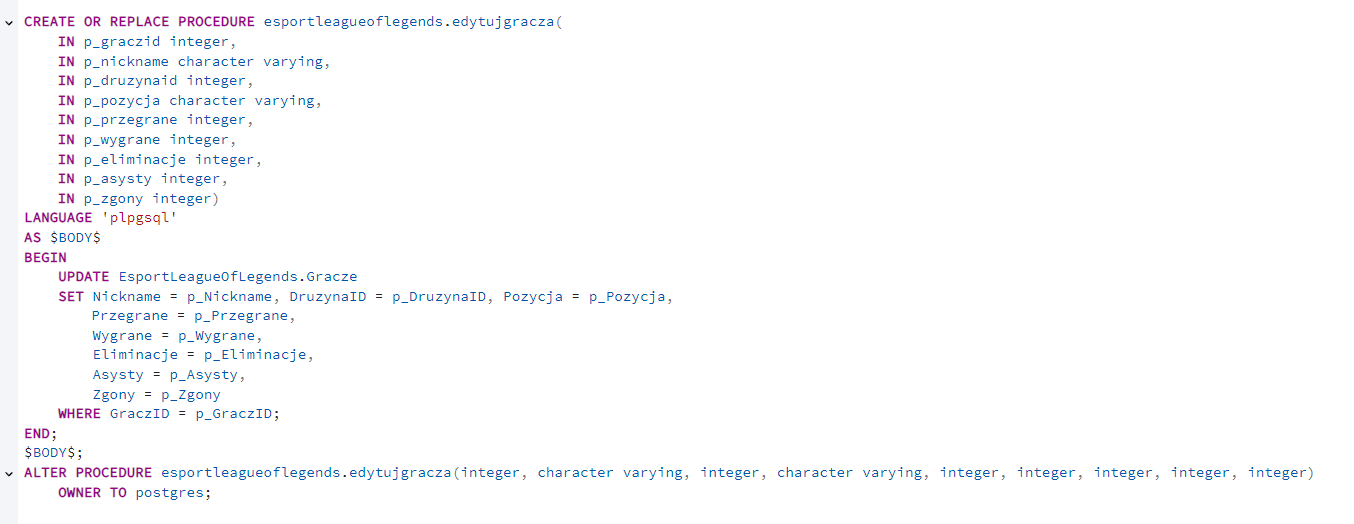 CREATE OR REPLACE PROCEDURE esportleagueoflegends.edytujgracza(
    IN p_graczid integer,
    IN p_nickname character varying,
    IN p_druzynaid integer,
    IN p_pozycja character varying,
    IN p_przegrane integer,
    IN p_wygrane integer,
    IN p_eliminacje integer,
    IN p_asysty integer,
    IN p_zgony integer)
LANGUAGE 'plpgsql'
AS $BODY$
BEGIN
    UPDATE EsportLeagueOfLegends.Gracze
    SET Nickname = p_Nickname, DruzynaID = p_DruzynaID, Pozycja = p_Pozycja,
        Przegrane = p_Przegrane,
        Wygrane = p_Wygrane,
        Eliminacje = p_Eliminacje,
        Asysty = p_Asysty,
        Zgony = p_Zgony
    WHERE GraczID = p_GraczID;
END;
$BODY$;
ALTER PROCEDURE esportleagueoflegends.edytujgracza(integer, character varying, integer, character varying, integer, integer, integer, integer, integer)
    OWNER TO postgres;